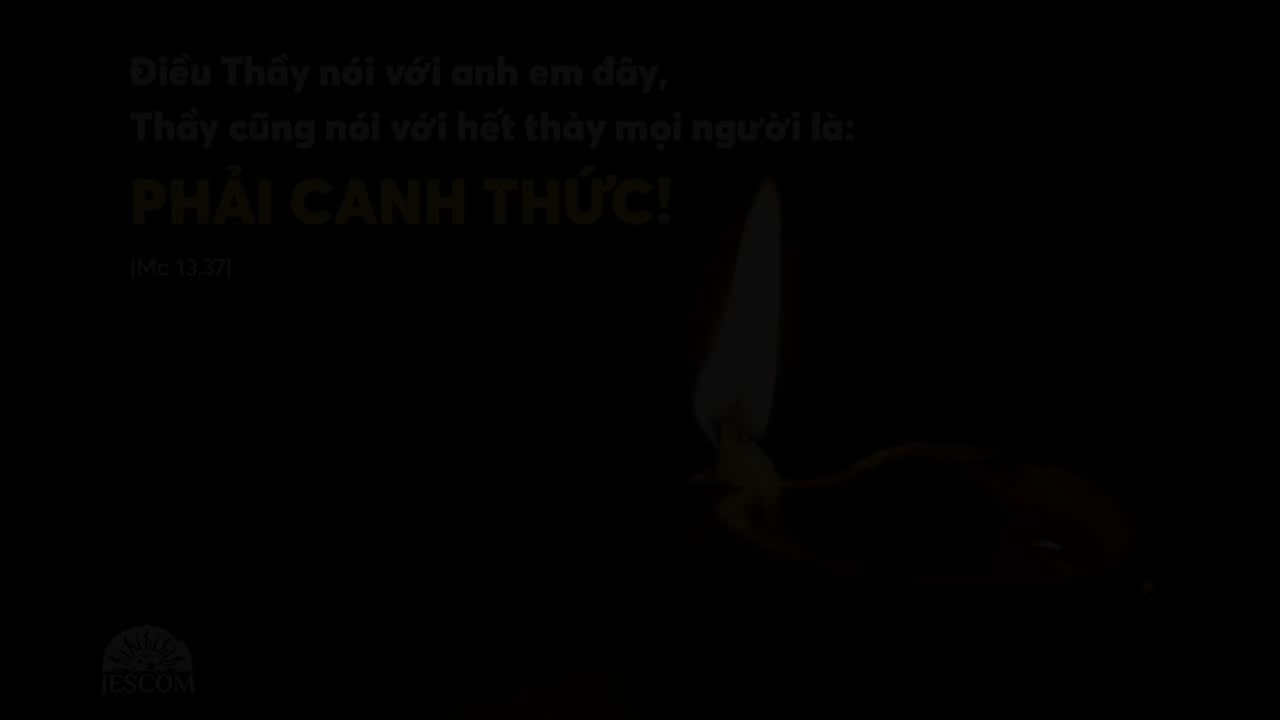 Điều Thầy nói với anh em đây,
Thầy cũng nói với hết thảy mọi người là:
PHẢI CANH THỨC!
|Mc 13,37|
JESCOM